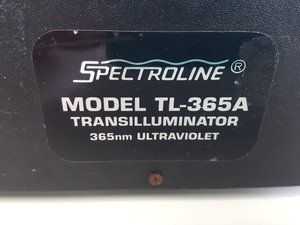 SPECTROLINE®
MODEL TL-365A
TRANSILLUMINATOR
365nm ULTRAVIOLET